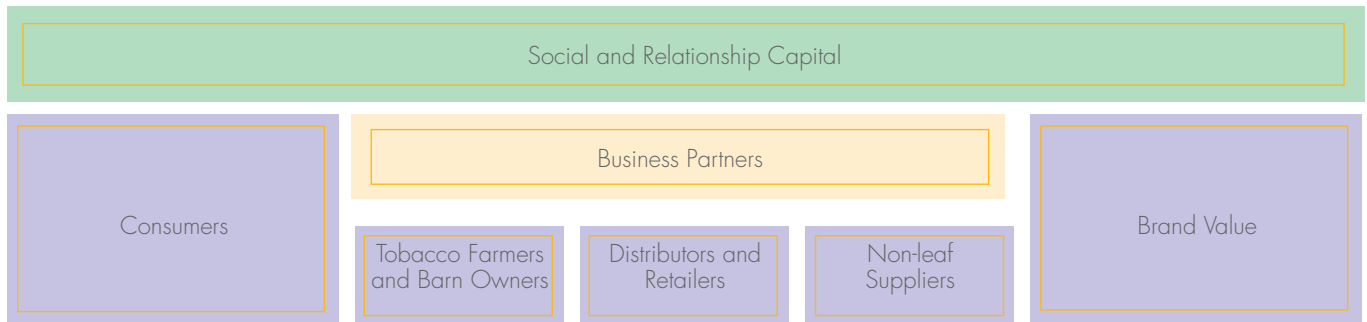 Social and Relationship Capital
Consumers
Business Partners
Tobacco Farmers
and Barn Owners
Distributors and
Retailers
Non-leaf
Suppliers
Brand Value